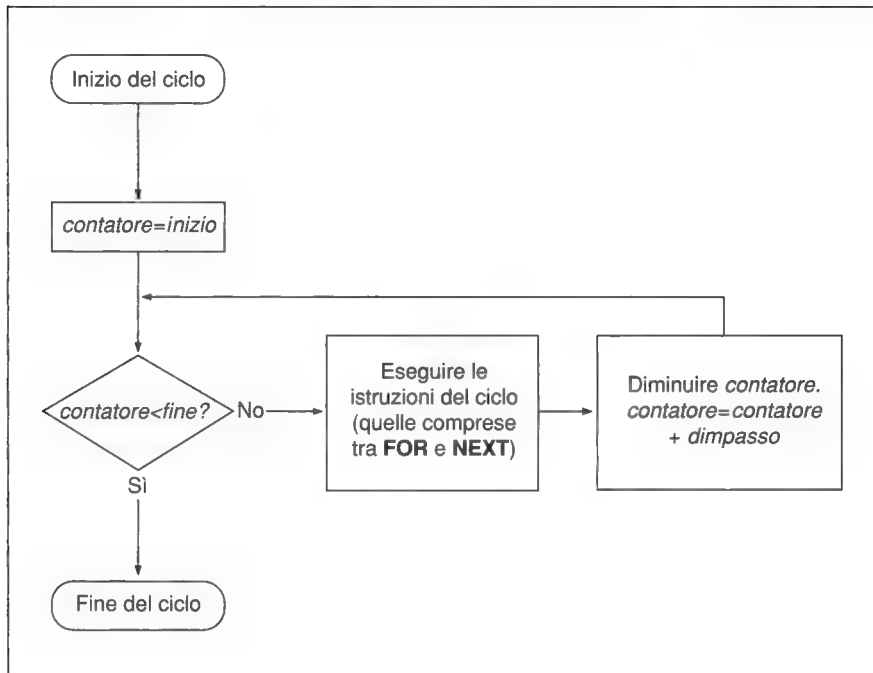 Inizio del ciclo
contatore=inizio
contatore<fine?
No
Sì
Eseguire le
istruzioni del ciclo
(quelle comprese
tra FOR e NEXT)
Diminuire contatore.
contatore=contatore
+ dimpasso
Fine del ciclo